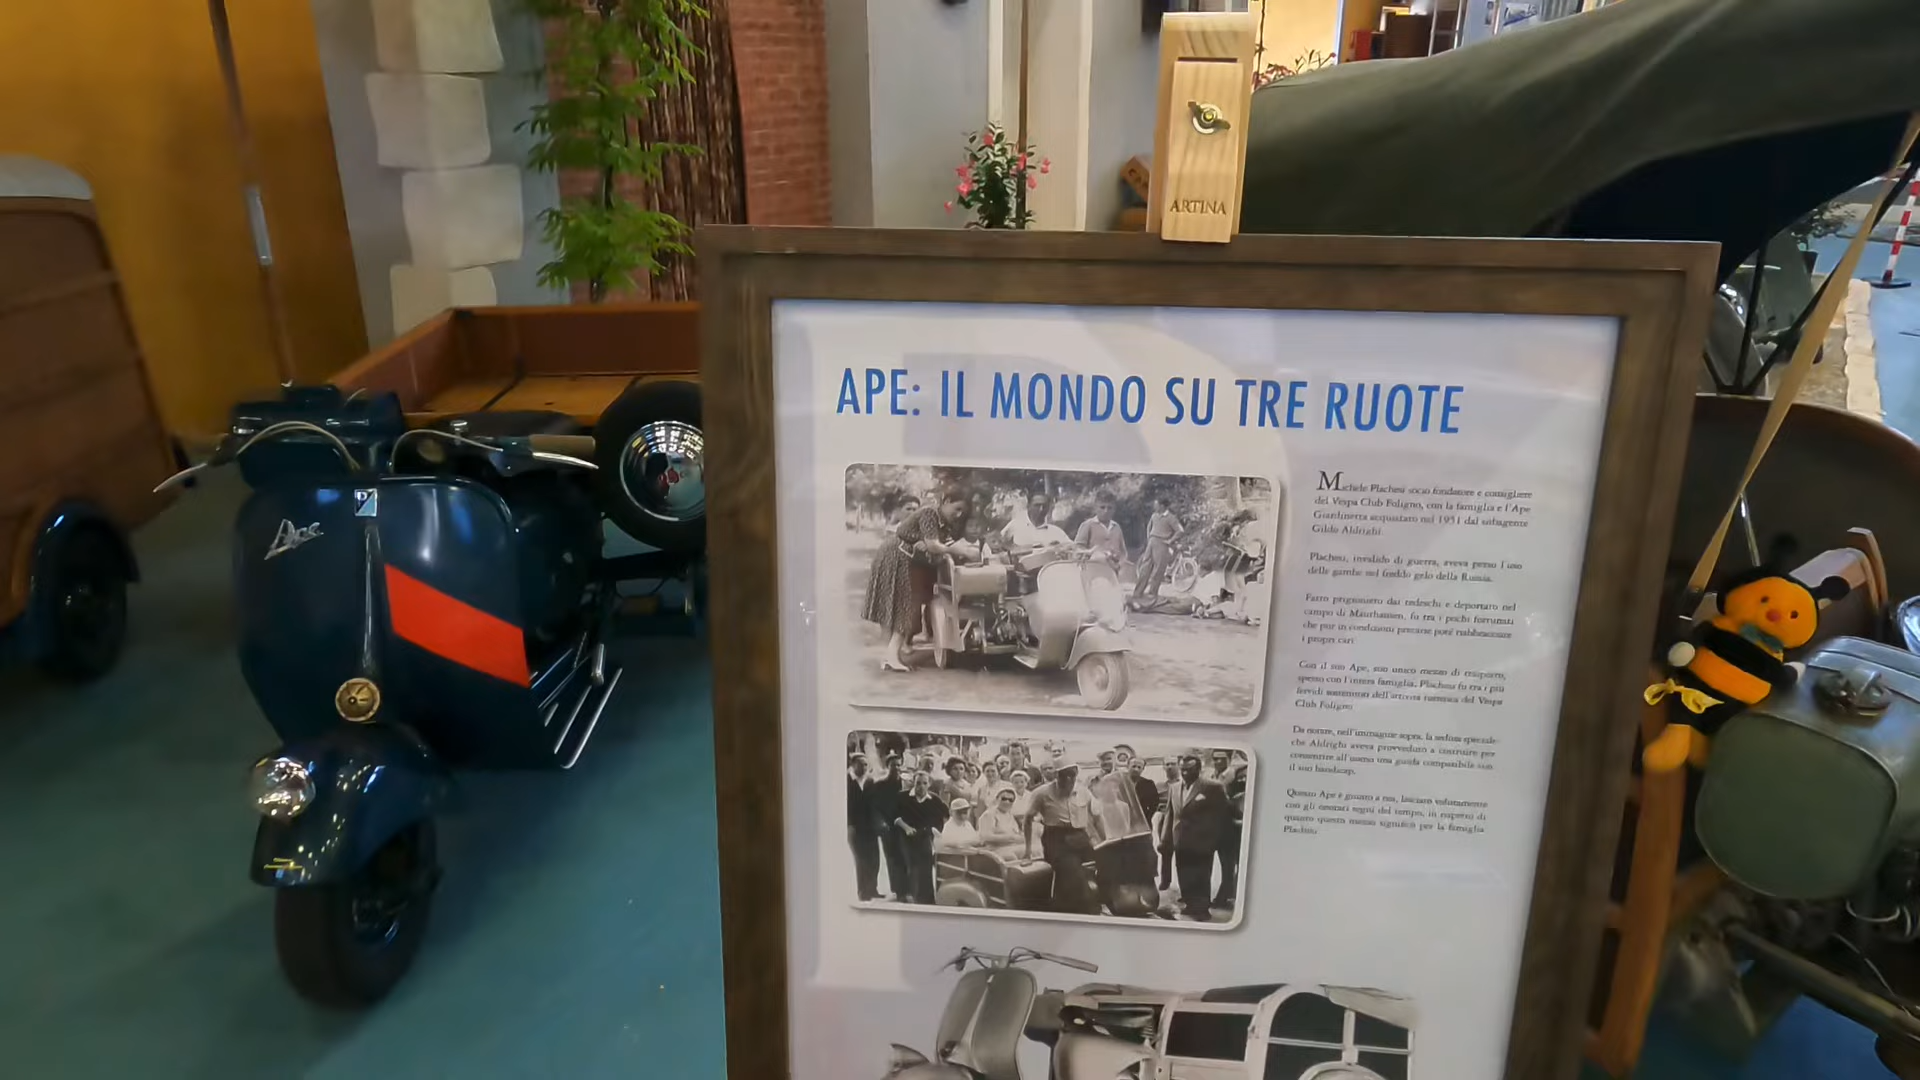 ARTINA
APE: IL MONDO SU TRE RUOTE
Michele Plachesi socio fondatore e consigliere
del Vespa Club Foligno, con la famiglia e l'Ape
Giardinetta acquistato nel 1951 dal subagente
Gildo Aldrighi.
Plachesi, invalido di guerra, aveva perso l'uso
delle gambe nel freddo gelo della Russia.
Fatto prigioniero dai tedeschi e deportato nel
campo di Mauthausen, fu tra i pochi fortunati
che pur in condizioni precarie poté riabbracciare
i propri cari.
Con il suo Ape, suo unico mezzo di trasporto,
spesso con l'intera famiglia, Plachesi fu tra i più
fervidi sostenitori dell'attività turistica del Vespa
Club Foligno.
Da notare, nell'immagine sopra, la seduta speciale
che Aldrighi aveva provveduto a costruire per
consentire all'uomo una guida compatibile con
il suo handicap.
Questo Ape è giunto a noi, lasciato volutamente
con gli onorati segni del tempo, in rispetto di
quanto questo mezzo significò per la famiglia
Plachesi
Ape
P